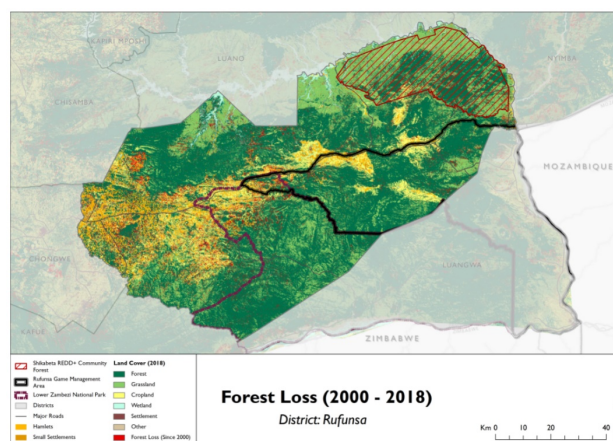 LUANO
NYIMBA
CHONGWE
MOZAMBIQUE
LUANGWA
ZIMBABWE
KAFUE
Shikabeta REDD+ Community
Forest
Rufunsa Game Management
Area
Lower Zambezi National Park
Districts
Major Roads
Hamlets
Small Settlements
Land Cover (2018)
Forest
Grassland
Cropland
Wetland
Settlement
Other
Forest Loss (Since 2000)
Forest Loss (2000 - 2018)
District: Rufunsa
Km 0 10 20 40